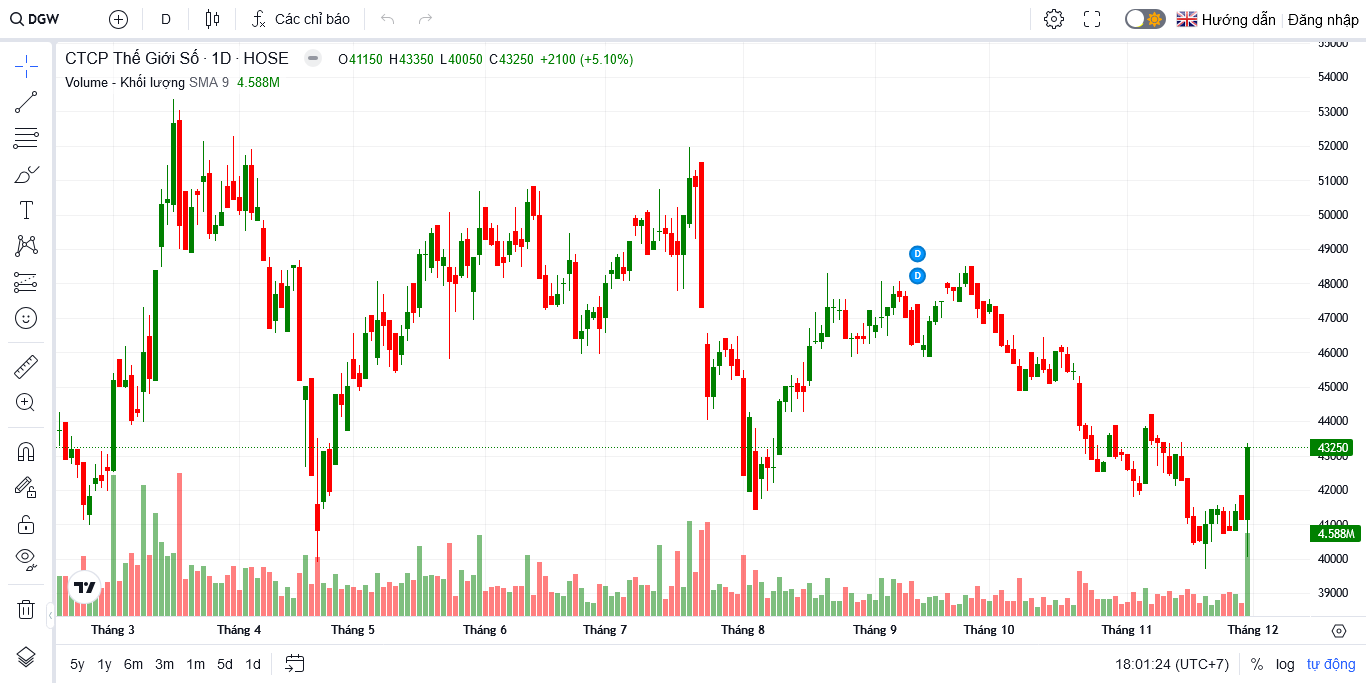 DGW D Các chỉ báo Hướng dẫn Đăng nhập
CTCP Thế Giới Số · 1D · HOSE O41150 H43350 L40050 C43250 +2100 (+5.10%)
Volume - Khối lượng SMA 9 4.588M
55000
54000
53000
52000
51000
50000
49000
48000
47000
46000
45000
44000
43250
43000
42000
41000
4.588M
40000
39000
D
D
Tháng 3 Tháng 4 Tháng 5 Tháng 6 Tháng 7 Tháng 8 Tháng 9 Tháng 10 Tháng 11 Tháng 12
5y 1y 6m 3m 1m 5d 1d 18:01:24 (UTC+7) % log tự động